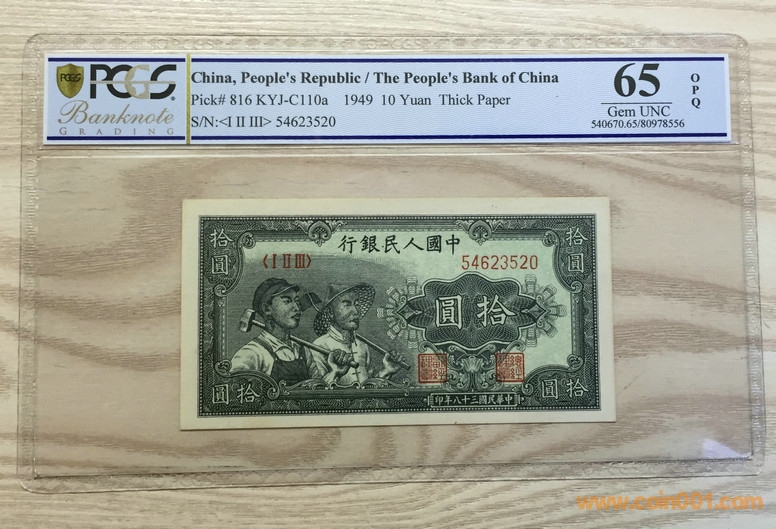 PCGS
PCGS
Banknote
GRADING
China, People's Republic / The People's Bank of China
Pick# 816 KYJ-C110a 1949 10 Yuan Thick Paper
S/N:<I II III> 54623520
65
Gem UNC
540670.65/80978556
OPQ
行銀民人國中
拾圓
拾圓
〈I II III〉
54623520
圓拾
圓拾
圓拾
印年八十三國民華中
www.coin001.com